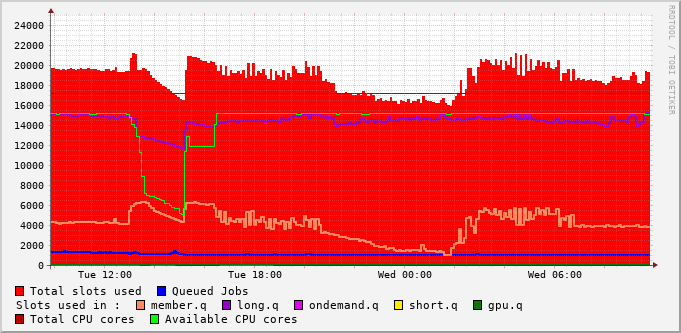 RRDTOOL / TOBI OETIKER
24000
22000
20000
18000
16000
14000
12000
10000
8000
6000
4000
2000
0
Tue 12:00 Tue 18:00 Wed 00:00 Wed 06:00
Total slots used Queued Jobs
Slots used in : member.q long.q ondemand.q short.q gpu.q
Total CPU cores Available CPU cores